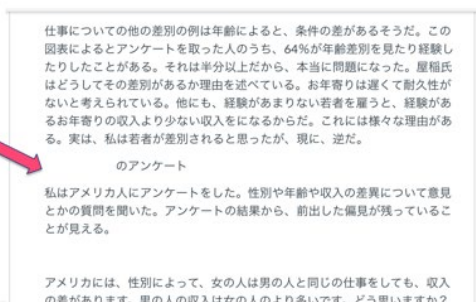 仕事についての他の差別の例は年齢によると、条件の差があるそうだ。この
図表によるとアンケートを取った人のうち、64%が年齢差別を見たり経験し
たりしたことがある。それは半分以上だから、本当に問題になった。屋稲氏
はどうしてその差別があるか理由を述べている。お年寄りは遅くて耐久性が
ないと考えられている。他にも、経験があまりない若者を雇うと、経験があ
るお年寄りの収入より少ない収入をになるからだ。これには様々な理由があ
る。実は、私は若者が差別されると思ったが、現に、逆だ。
のアンケート
私はアメリカ人にアンケートをした。性別や年齢や収入の差異について意見
とかの質問を聞いた。アンケートの結果から、前出した偏見が残っているこ
とが見える。
アメリカには、性別によって、女の人は男の人と同じの仕事をしても、収入
の差があります。男の人の収入は女の人のより多いです。どう思いますか？